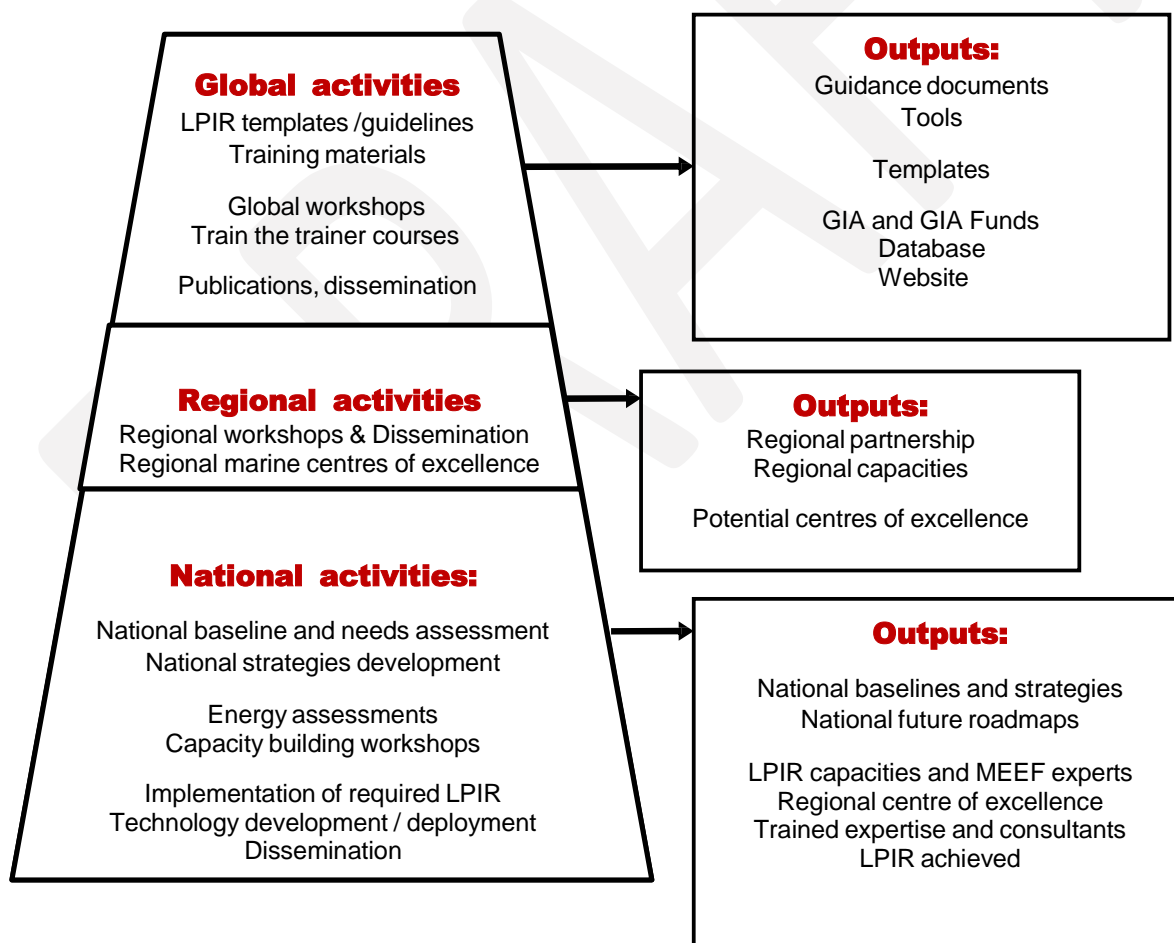 Global activities
LPIR templates /guidelines
Training materials
Global workshops
Train the trainer courses
Publications, dissemination
Outputs:
Guidance documents
Tools
Templates
GIA and GIA Funds
Database
Website
Regional activities
Regional workshops & Dissemination
Regional marine centres of excellence
Outputs:
Regional partnership
Regional capacities
Potential centres of excellence
National activities:
National baseline and needs assessment
National strategies development
Energy assessments
Capacity building workshops
Implementation of required LPIR
Technology development / deployment
Dissemination
Outputs:
National baselines and strategies
National future roadmaps
LPIR capacities and MEEF experts
Regional centre of excellence
Trained expertise and consultants
LPIR achieved